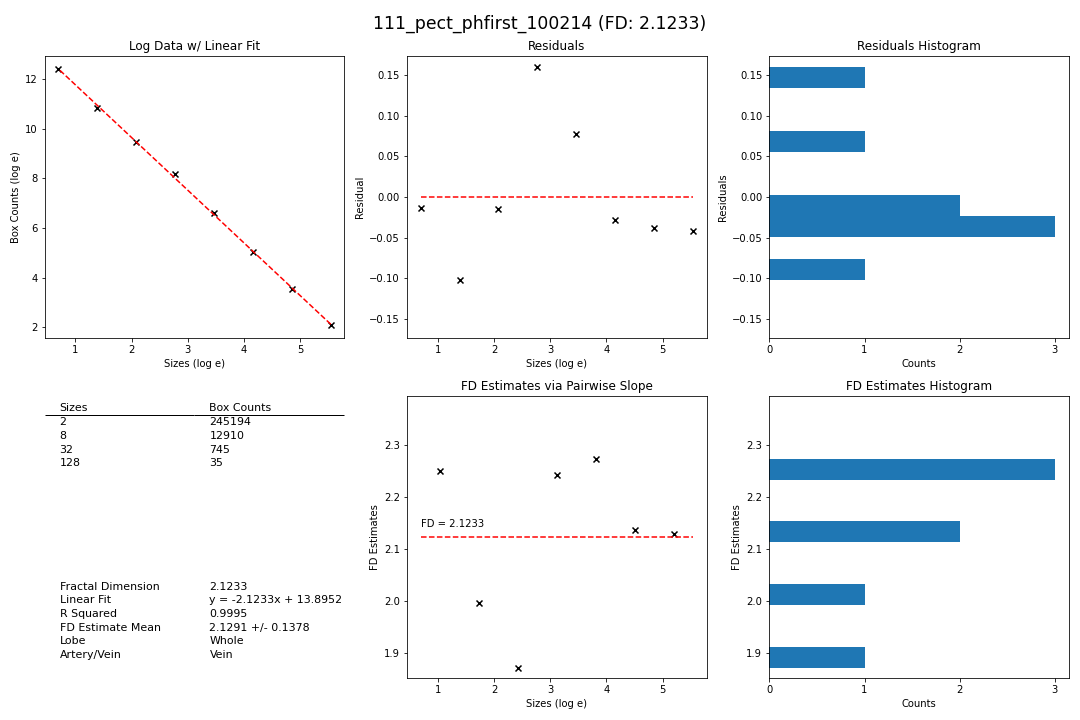 111_pect_phfirst_100214 (FD: 2.1233)
Log Data w/ Linear Fit
Box Counts (log e)
12
10
8
6
4
2
1 2 3 4 5
Sizes (log e)
Residuals
Residual
0.15
0.10
0.05
0.00
−0.05
−0.10
−0.15
1 2 3 4 5
Sizes (log e)
Residuals Histogram
Residuals
0.15
0.10
0.05
0.00
−0.05
−0.10
−0.15
0 1 2 3
Counts
Sizes Box Counts
2 245194
8 12910
32 745
128 35
Fractal Dimension 2.1233
Linear Fit y = -2.1233x + 13.8952
R Squared 0.9995
FD Estimate Mean 2.1291 +/- 0.1378
Lobe Whole
Artery/Vein Vein
FD Estimates via Pairwise Slope
FD Estimates
2.3
2.2
2.1
2.0
1.9
FD = 2.1233
1 2 3 4 5
Sizes (log e)
FD Estimates Histogram
FD Estimates
2.3
2.2
2.1
2.0
1.9
0 1 2 3
Counts